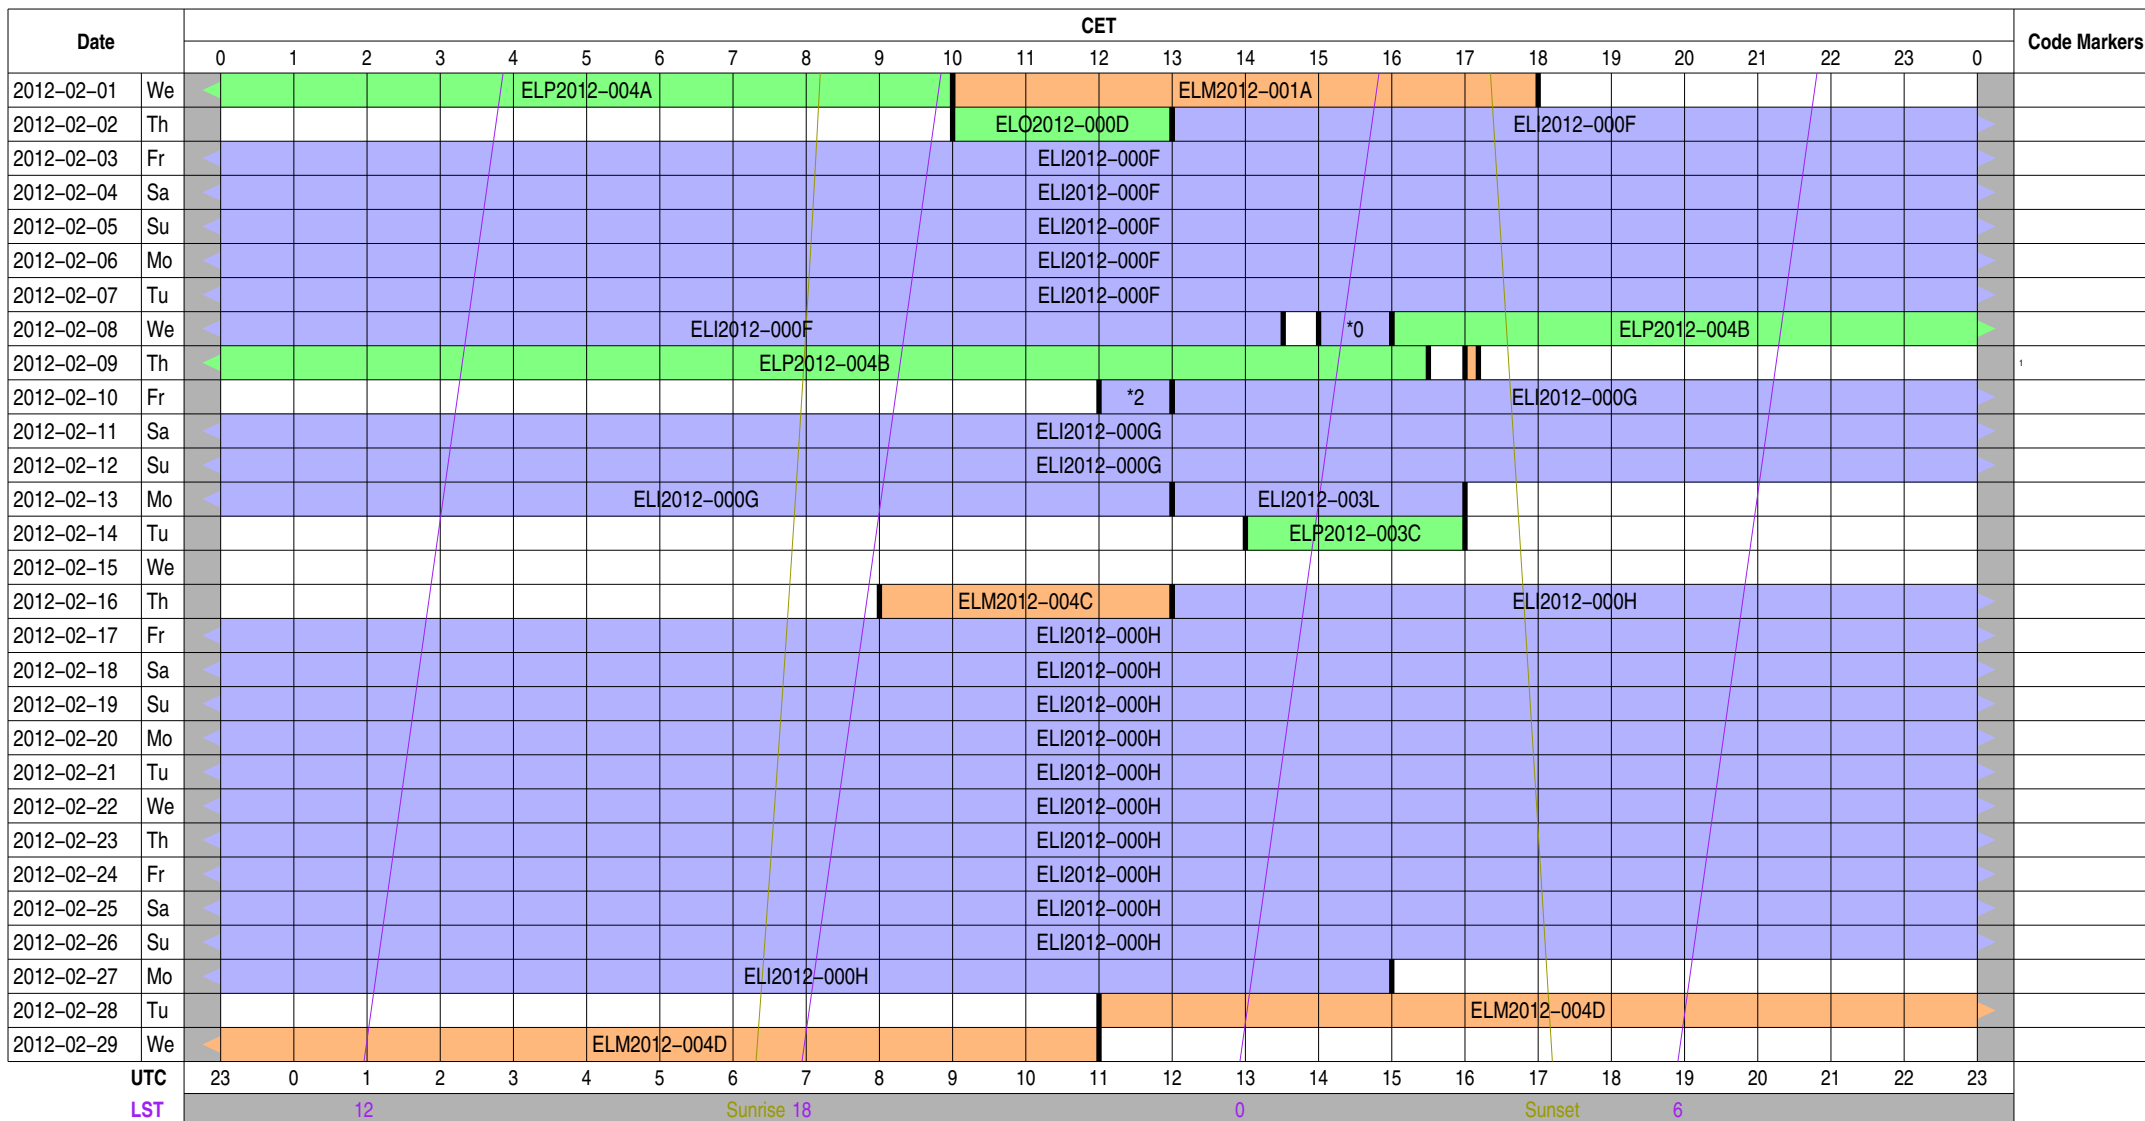 Date CET Code Markers
0 1 2 3 4 5 6 7 8 9 10 11 12 13 14 15 16 17 18 19 20 21 22 23 0
2012-02-01 We ELP2012-004A ELM2012-001A
2012-02-02 Th ELO2012-000D ELI2012-000F
2012-02-03 Fr ELI2012-000F
2012-02-04 Sa ELI2012-000F
2012-02-05 Su ELI2012-000F
2012-02-06 Mo ELI2012-000F
2012-02-07 Tu ELI2012-000F
2012-02-08 We ELI2012-000F *0 ELP2012-004B
2012-02-09 Th ELP2012-004B 1
2012-02-10 Fr *2 ELI2012-000G
2012-02-11 Sa ELI2012-000G
2012-02-12 Su ELI2012-000G
2012-02-13 Mo ELI2012-000G ELI2012-003L
2012-02-14 Tu ELP2012-003C
2012-02-15 We
2012-02-16 Th ELM2012-004C ELI2012-000H
2012-02-17 Fr ELI2012-000H
2012-02-18 Sa ELI2012-000H
2012-02-19 Su ELI2012-000H
2012-02-20 Mo ELI2012-000H
2012-02-21 Tu ELI2012-000H
2012-02-22 We ELI2012-000H
2012-02-23 Th ELI2012-000H
2012-02-24 Fr ELI2012-000H
2012-02-25 Sa ELI2012-000H
2012-02-26 Su ELI2012-000H
2012-02-27 Mo ELI2012-000H
2012-02-28 Tu ELM2012-004D
2012-02-29 We ELM2012-004D
UTC 23 0 1 2 3 4 5 6 7 8 9 10 11 12 13 14 15 16 17 18 19 20 21 22 23
LST 12 Sunrise 18 0 Sunset 6